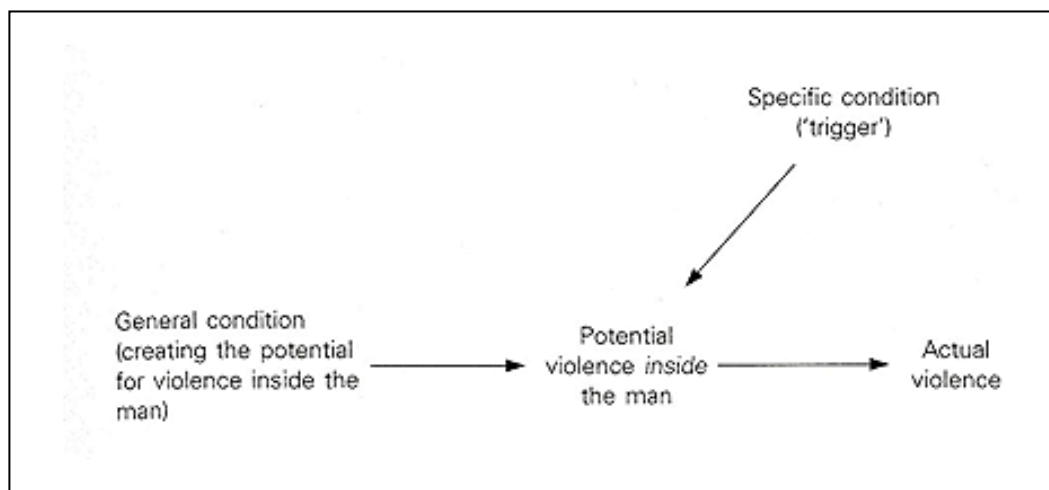 Specific condition
('trigger')
General condition
(creating the potential
for violence inside the
man)
Potential
violence inside
the man
Actual
violence